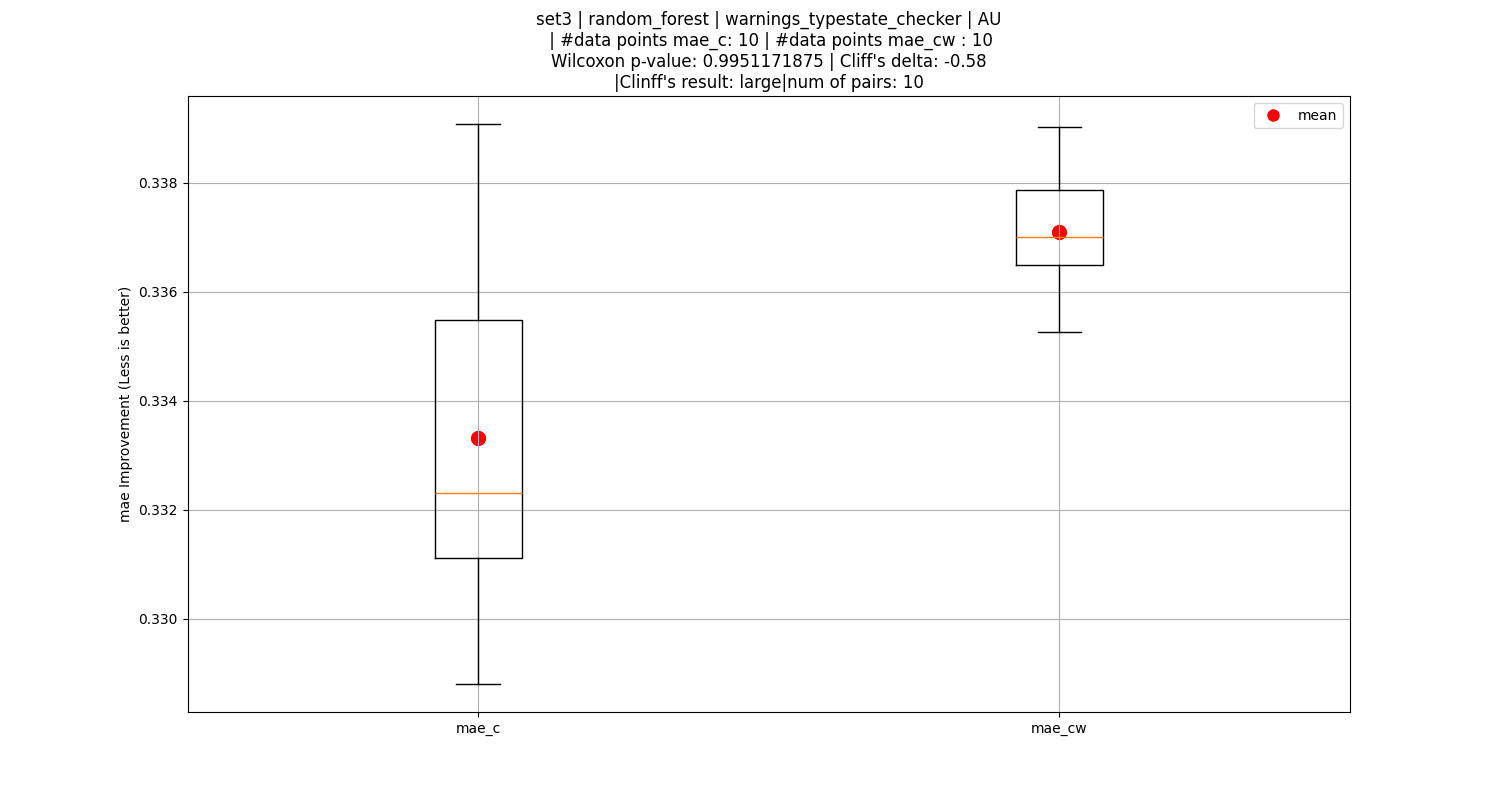 set3 | random_forest | warnings_typestate_checker | AU
| #data points mae_c: 10 | #data points mae_cw : 10
Wilcoxon p-value: 0.9951171875 | Cliff's delta: -0.58
|Clinff's result: large|num of pairs: 10
mean
mae Improvement (Less is better)
0.338
0.336
0.334
0.332
0.330
mae_c
mae_cw